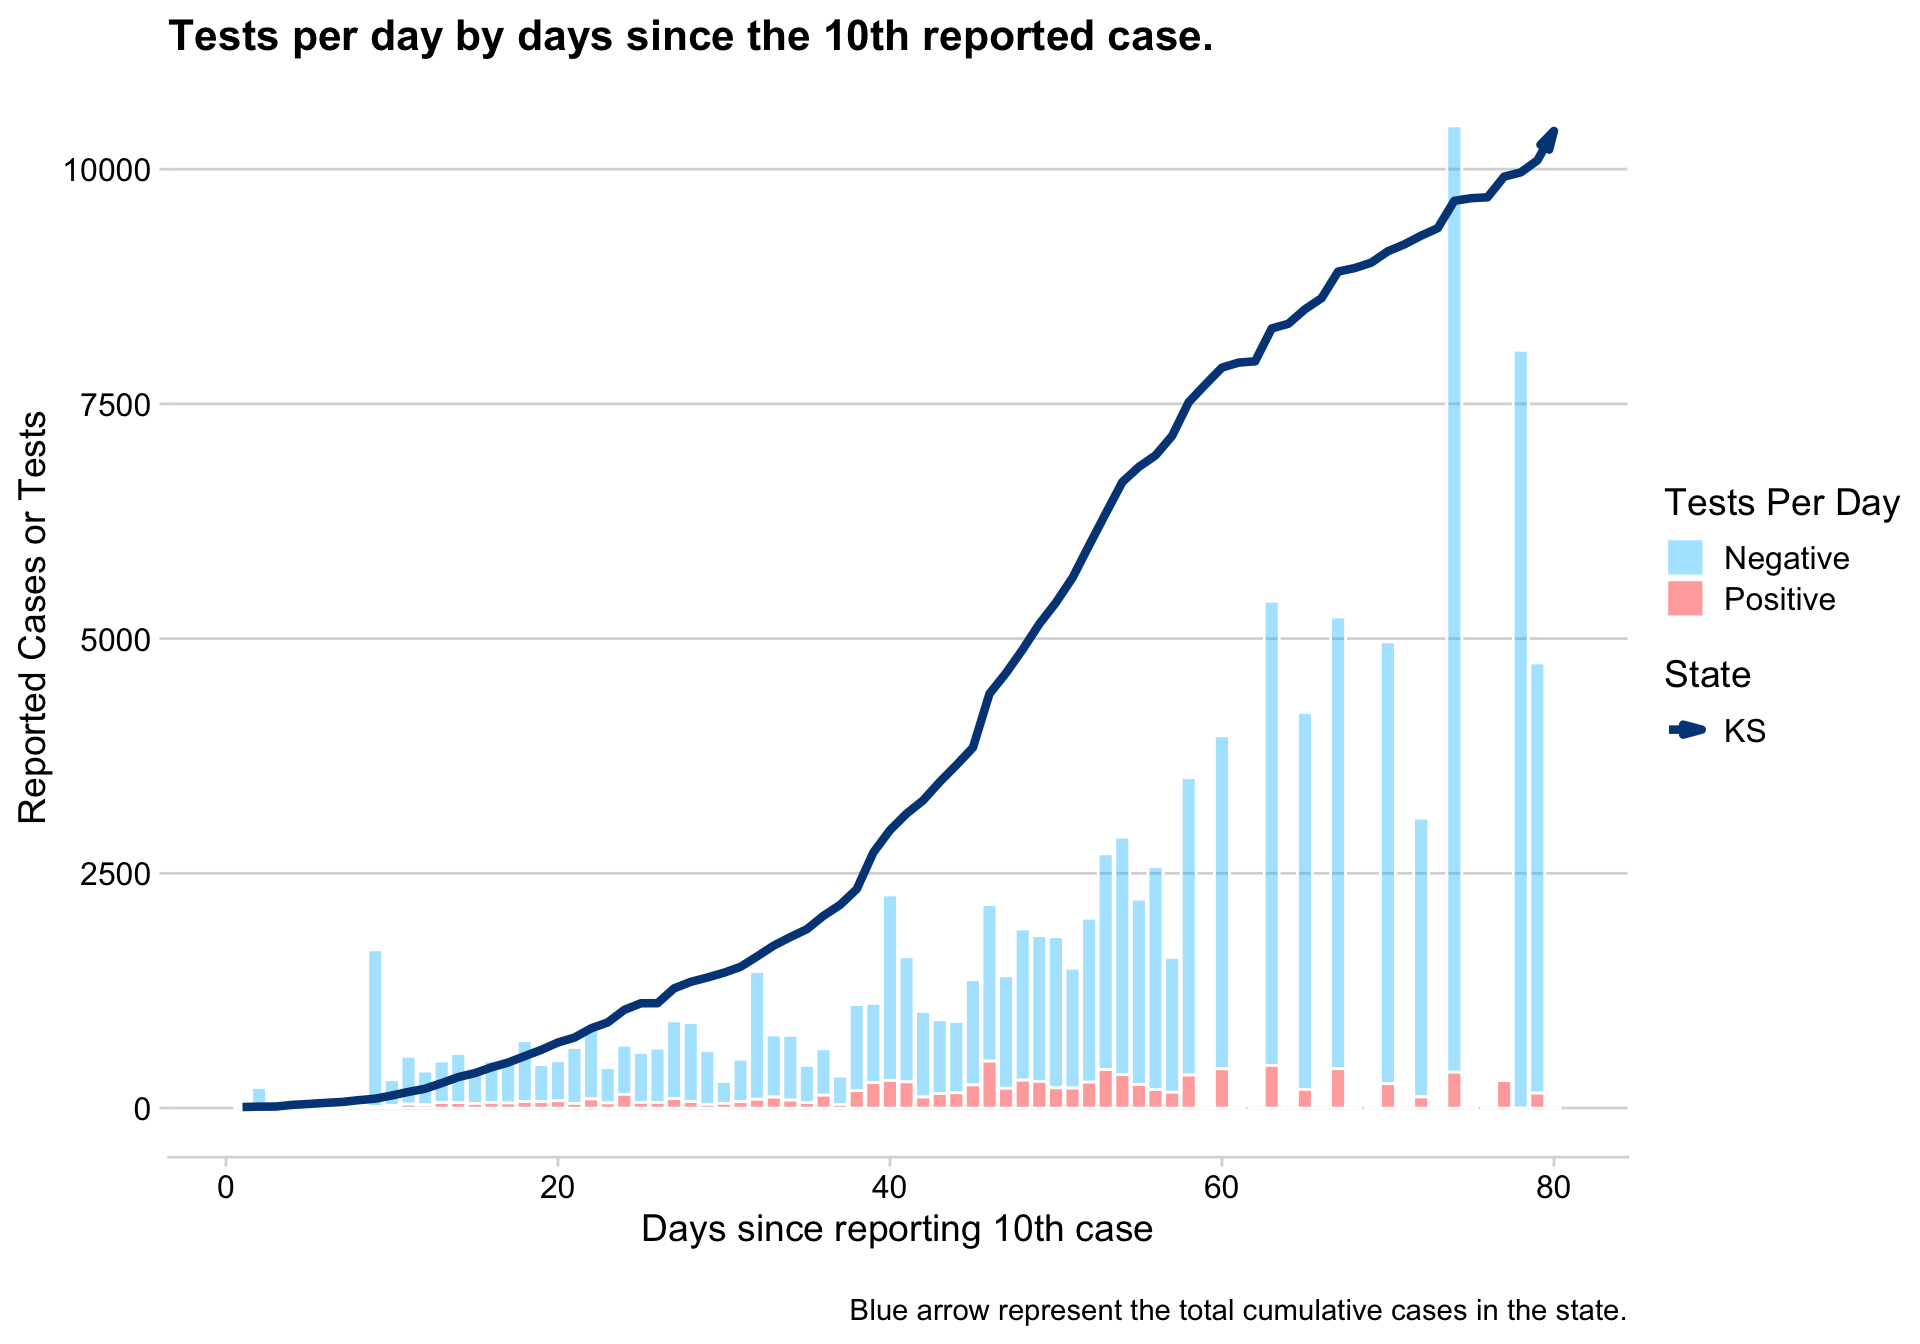 Tests per day by days since the 10th reported case.
10000
7500
5000
2500
0
Reported Cases or Tests
0 20 40 60 80
Days since reporting 10th case
Tests Per Day
Negative
Positive
State
KS
Blue arrow represent the total cumulative cases in the state.